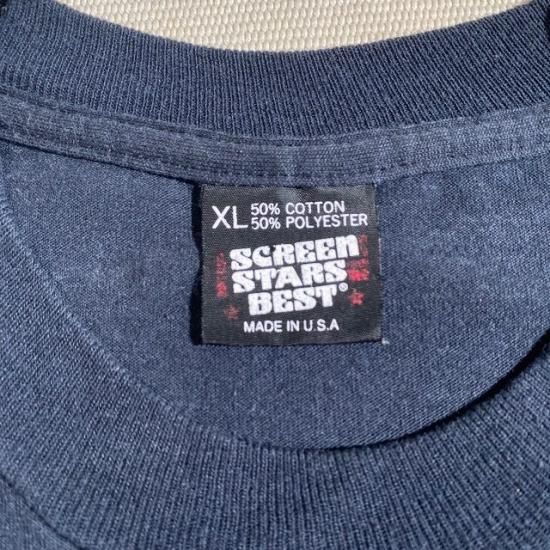 XL 50% COTTON
50% POLYESTER
SCREEN
STARS
BEST®
MADE IN U.S.A